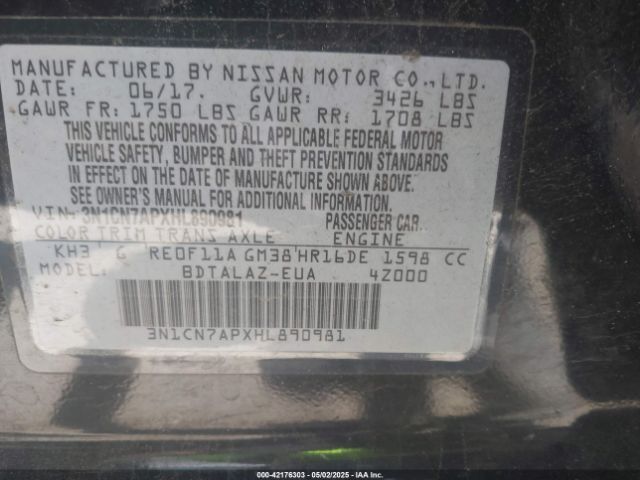 MANUFACTURED BY NISSAN MOTOR CO., LTD.
DATE: 06/17. GVWR: 3426 LBS
GAWR FR: 1750 LBS GAWR RR: 1708 LBS
THIS VEHICLE CONFORMS TO ALL APPLICABLE FEDERAL MOTOR
VEHICLE SAFETY, BUMPER AND THEFT PREVENTION STANDARDS
IN EFFECT ON THE DATE OF MANUFACTURE SHOWN ABOVE.
SEE OWNER'S MANUAL FOR ADDITIONAL INFORMATION.
VIN: 3N1CN7APXHL890981 PASSENGER CAR
COLOR TRIM TRANS AXLE ENGINE
KH3 G RE0F11A GM38 HR16DE 1598 CC
BDTALAZ-EUA 4Z000
3N1CN7APXHL890981
000-42176303 - 05/02/2025 - IAA Inc.